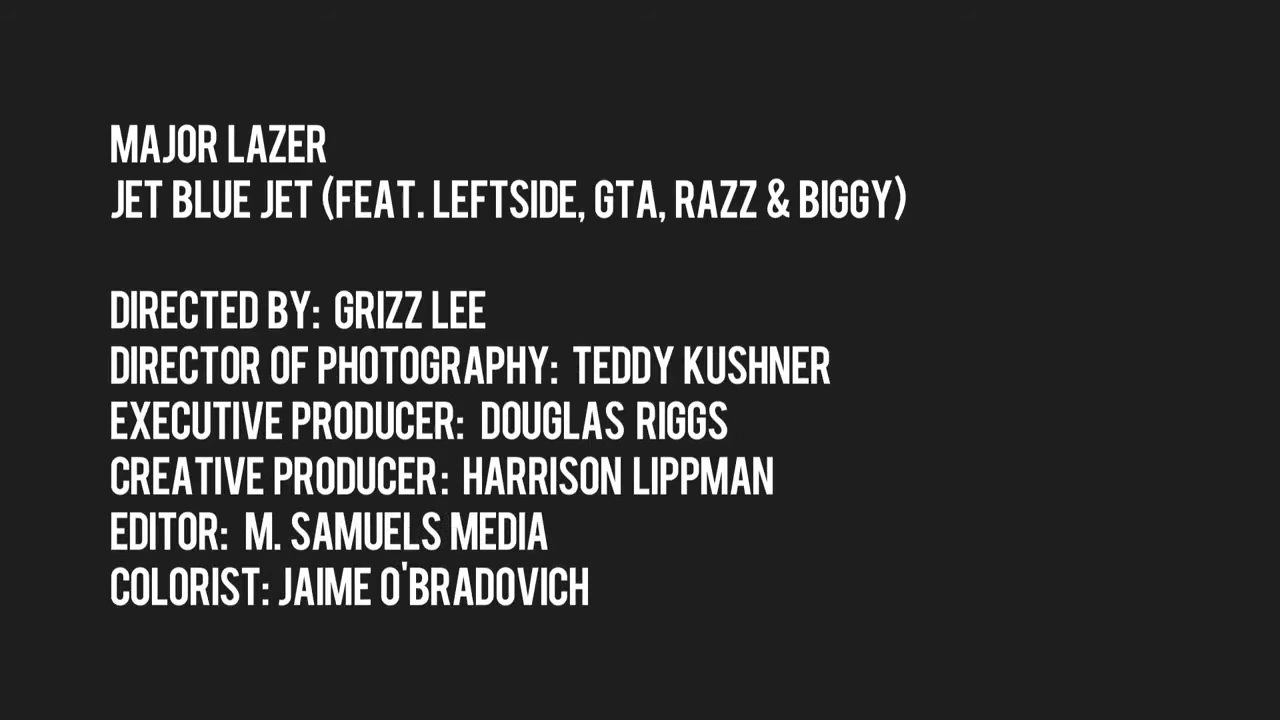 MAJOR LAZER
JET BLUE JET (FEAT. LEFTSIDE, GTA, RAZZ & BIGGY)
DIRECTED BY: GRIZZ LEE
DIRECTOR OF PHOTOGRAPHY: TEDDY KUSHNER
EXECUTIVE PRODUCER: DOUGLAS RIGGS
CREATIVE PRODUCER: HARRISON LIPPMAN
EDITOR: M. SAMUELS MEDIA
COLORIST: JAIME O'BRADOVICH